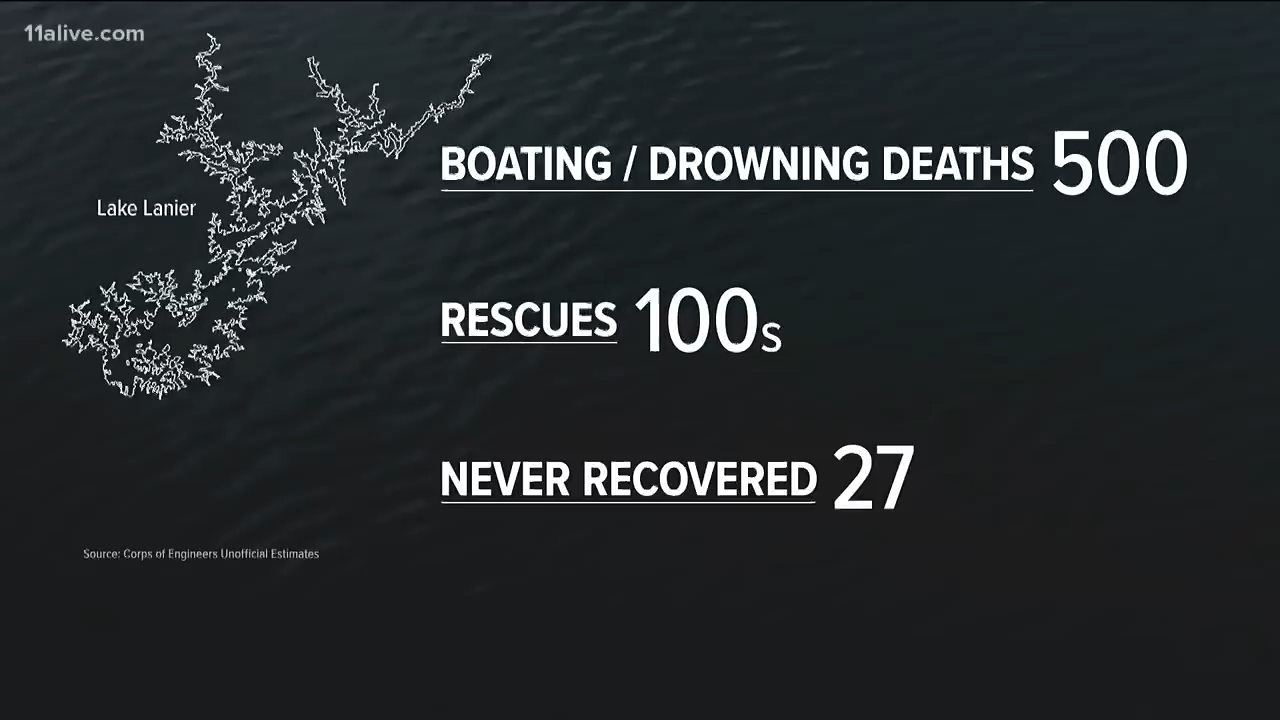 11alive.com
Lake Lanier
BOATING / DROWNING DEATHS 500
RESCUES 100s
NEVER RECOVERED 27
Source: Corps of Engineers Unofficial Estimates